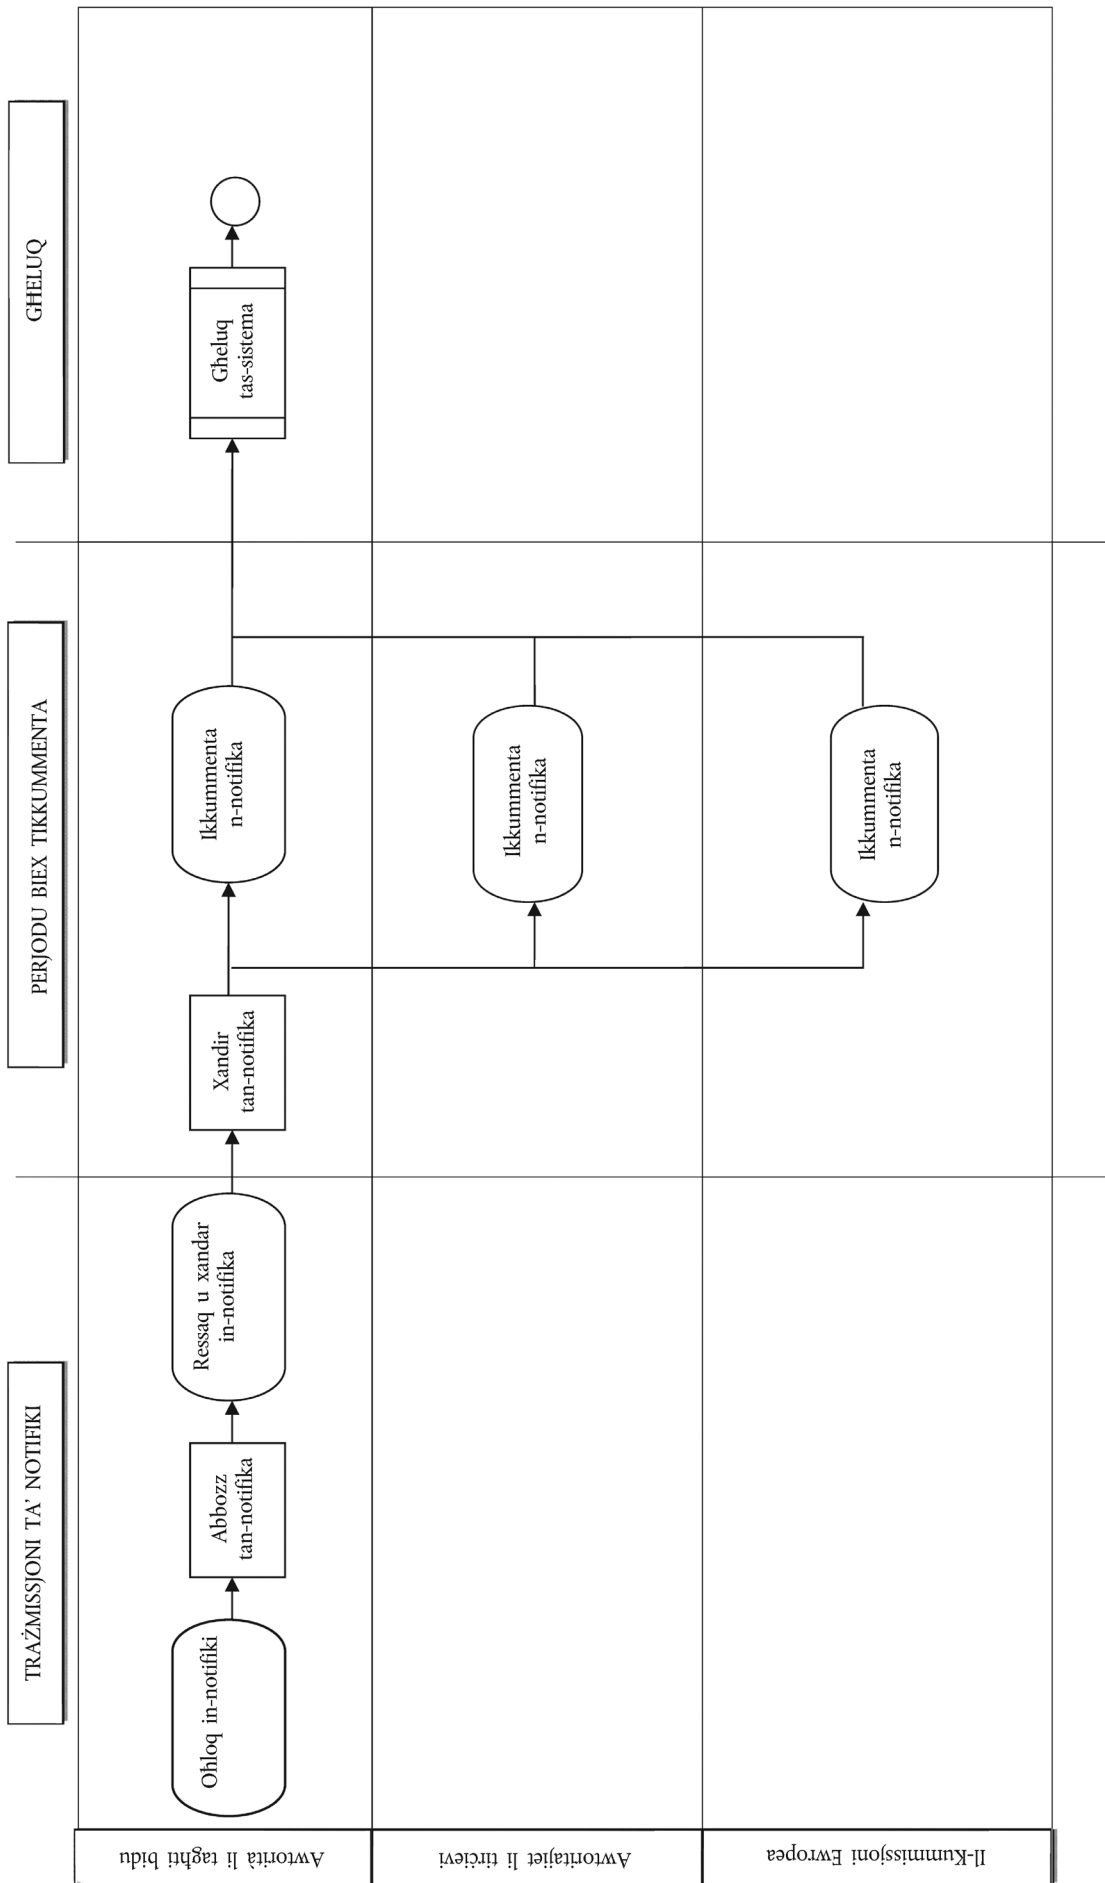 TRAŻMISSJONI TA' NOTIFIKI
PERJODU BIEX TIKKUMMENTA
GĦELUQ
Awtorità li tagħti bidu
Oħloq in-notifiki
Abbozz
tan-notifika
Ressaq u xandar
in-notifika
Xandir
tan-notifika
Ikkummenta
n-notifika
Għeluq
tas-sistema
Awtoritajiet li tirċievi
Ikkummenta
n-notifika
Il-Kummissjoni Ewropea
Ikkummenta
n-notifika